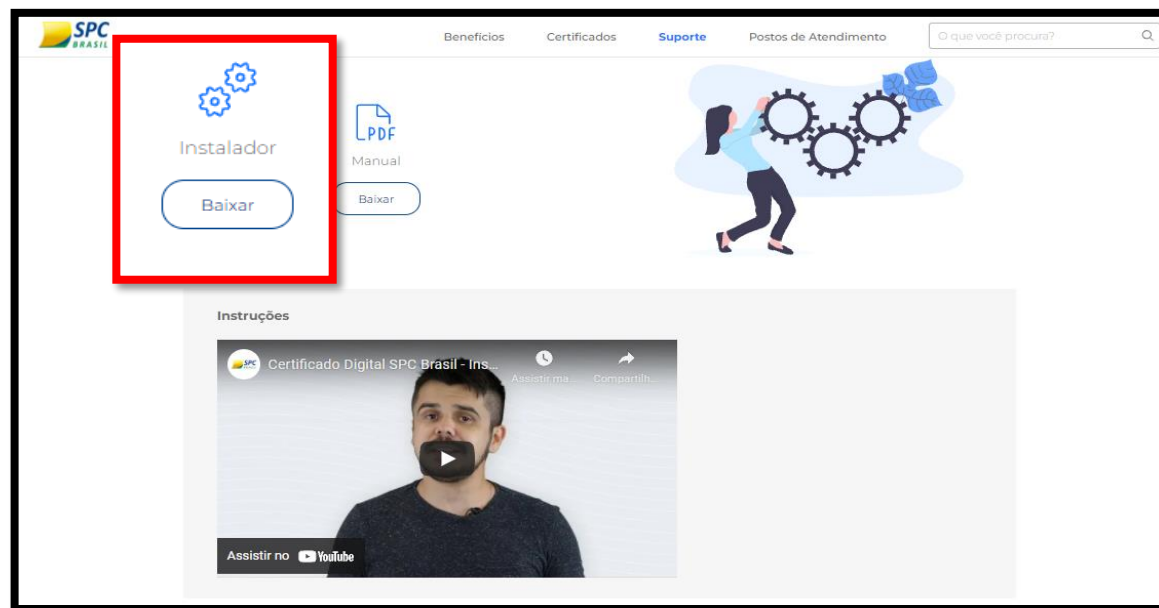 SPC
BRASIL
Benefícios Certificados Suporte Postos de Atendimento O que você procura?
Instalador
Baixar
PDF
Manual
Baixar
Instruções
SPC
Certificado Digital SPC Brasil - Ins...
Assistir ma... Compartilh...
Assistir no YouTube